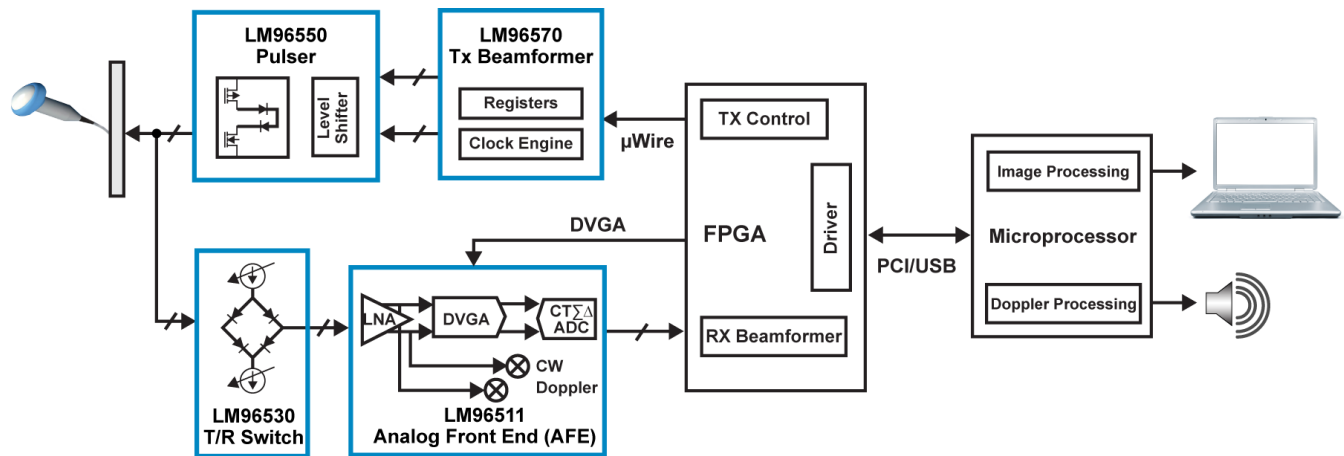 LM96550
Pulser
Level
Shifter
LM96570
Tx Beamformer
Registers
Clock Engine
µWire
TX Control
Driver
FPGA
RX Beamformer
DVGA
PCI/USB
Image Processing
Microprocessor
Doppler Processing
LNA
DVGA
CT∑∆
ADC
CW
Doppler
LM96530
T/R Switch
LM96511
Analog Front End (AFE)